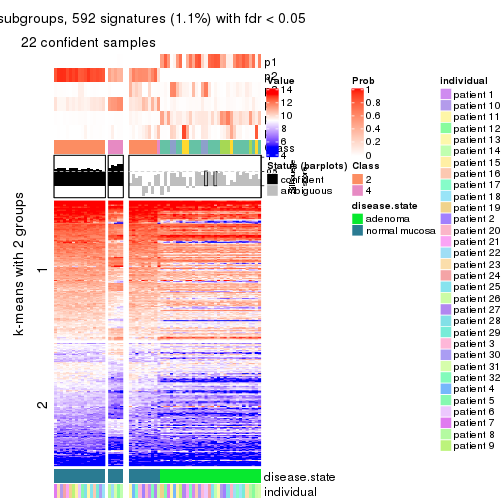 subgroups, 592 signatures (1.1%) with fdr < 0.05
22 confident samples
p1
p2
Value
14
12
10
8
6
4
Prob
1
0.8
0.6
0.4
0.2
0
Status (barplots)
confident
ambiguous
Class
2
4
disease.state
adenoma
normal mucosa
individual
patient 1
patient 10
patient 11
patient 12
patient 13
patient 14
patient 15
patient 16
patient 17
patient 18
patient 19
patient 2
patient 20
patient 21
patient 22
patient 23
patient 24
patient 25
patient 26
patient 27
patient 28
patient 29
patient 3
patient 30
patient 31
patient 32
patient 4
patient 5
patient 6
patient 7
patient 8
patient 9
k-means with 2 groups
1
2
disease.state
individual